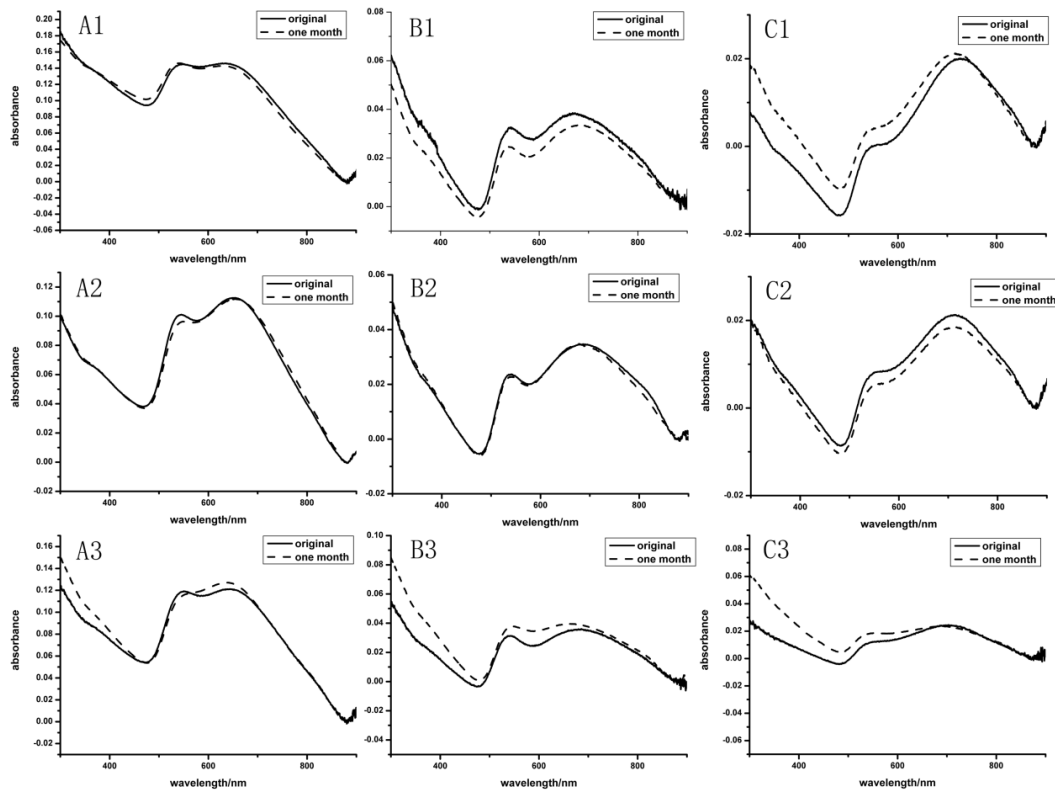 A1
original
one month
0.20
0.18
0.16
0.14
0.12
0.10
0.08
0.06
0.04
0.02
0.00
-0.02
-0.04
-0.06
absorbance
400 600 800
wavelength/nm
B1
original
one month
0.08
0.06
0.04
0.02
0.00
absorbance
400 600 800
wavelength/nm
C1
original
one month
0.02
0.00
-0.02
absorbance
400 600 800
wavelength/nm
A2
original
one month
0.12
0.10
0.08
0.06
0.04
0.02
0.00
-0.02
absorbance
400 600 800
wavelength/nm
B2
original
one month
0.06
0.04
0.02
0.00
-0.02
absorbance
400 600 800
wavelength/nm
C2
original
one month
0.02
0.00
-0.02
absorbance
400 600 800
wavelength/nm
A3
original
one month
0.16
0.14
0.12
0.10
0.08
0.06
0.04
0.02
0.00
-0.02
absorbance
400 600 800
wavelength/nm
B3
original
one month
0.10
0.08
0.06
0.04
0.02
0.00
-0.02
-0.04
absorbance
400 600 800
wavelength/nm
C3
original
one month
0.08
0.06
0.04
0.02
0.00
-0.02
-0.04
-0.06
absorbance
400 600 800
wavelength/nm